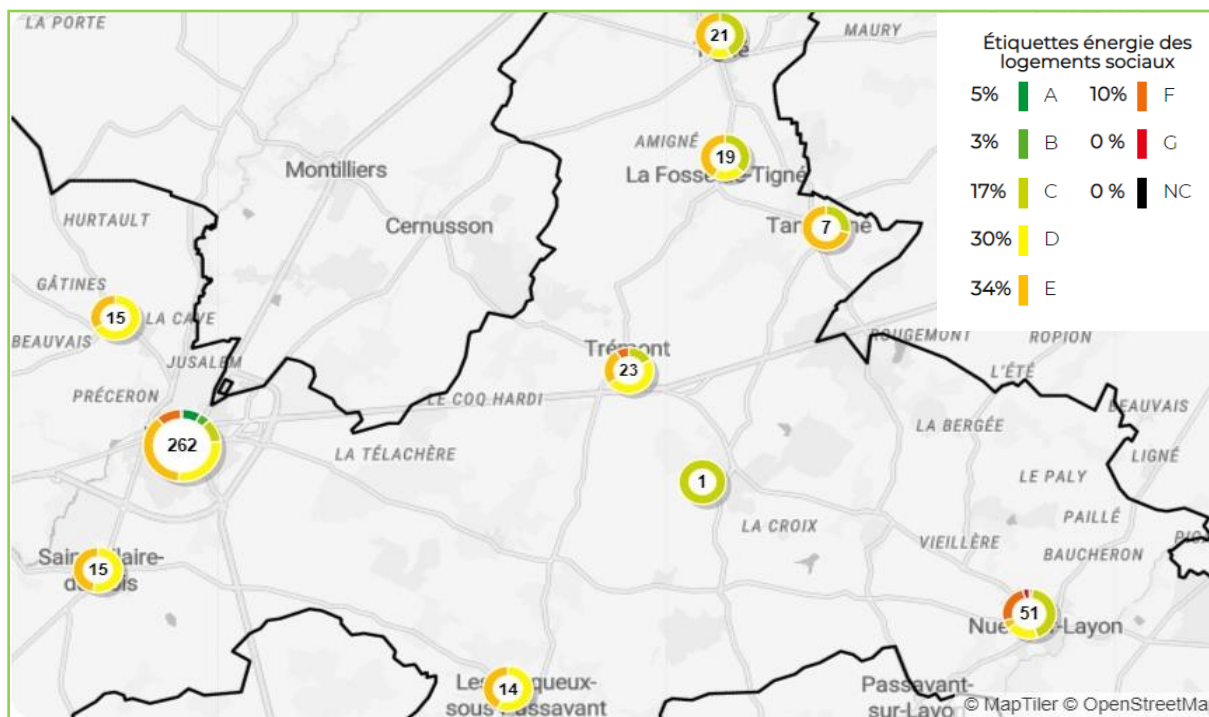 LA PORTE
21
MAURY
Étiquettes énergie des
logements sociaux
5% A 10% F
3% B 0 % G
17% C 0 % NC
30% D
34% E
AMIGNÉ
19
Montilliers
HURTAULT
Cernusson
7
GÂTINES
15
LA CAVE
BEAUVAIS
JUSALEM
Trémont
23
ROUGEMONT
ROPION
L'ÉTÉ
PRÉCERON
LE COQ HARDI
BEAUVAIS
LA BERGÉE
262
LA TÉLACHÈRE
LIGNÉ
1
LE PALY
LA CROIX
PAILLÉ
VIEILLÈRE
BAUCHERON
15
51
14
sous Passavant
Passavant-
© MapTiler © OpenStreetMa